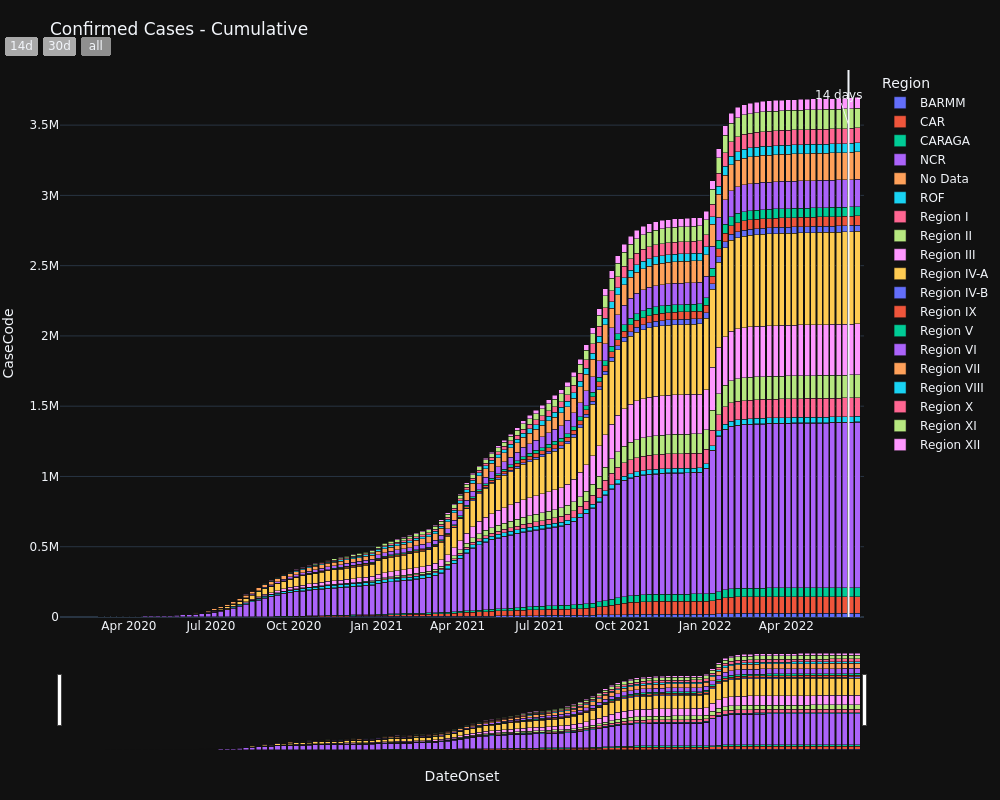 Confirmed Cases - Cumulative
14d 30d all
14 days
Region
BARMM
CAR
CARAGA
NCR
No Data
ROF
Region I
Region II
Region III
Region IV-A
Region IV-B
Region IX
Region V
Region VI
Region VII
Region VIII
Region X
Region XI
Region XII
CaseCode
3.5M
3M
2.5M
2M
1.5M
1M
0.5M
0
Apr 2020 Jul 2020 Oct 2020 Jan 2021 Apr 2021 Jul 2021 Oct 2021 Jan 2022 Apr 2022
DateOnset